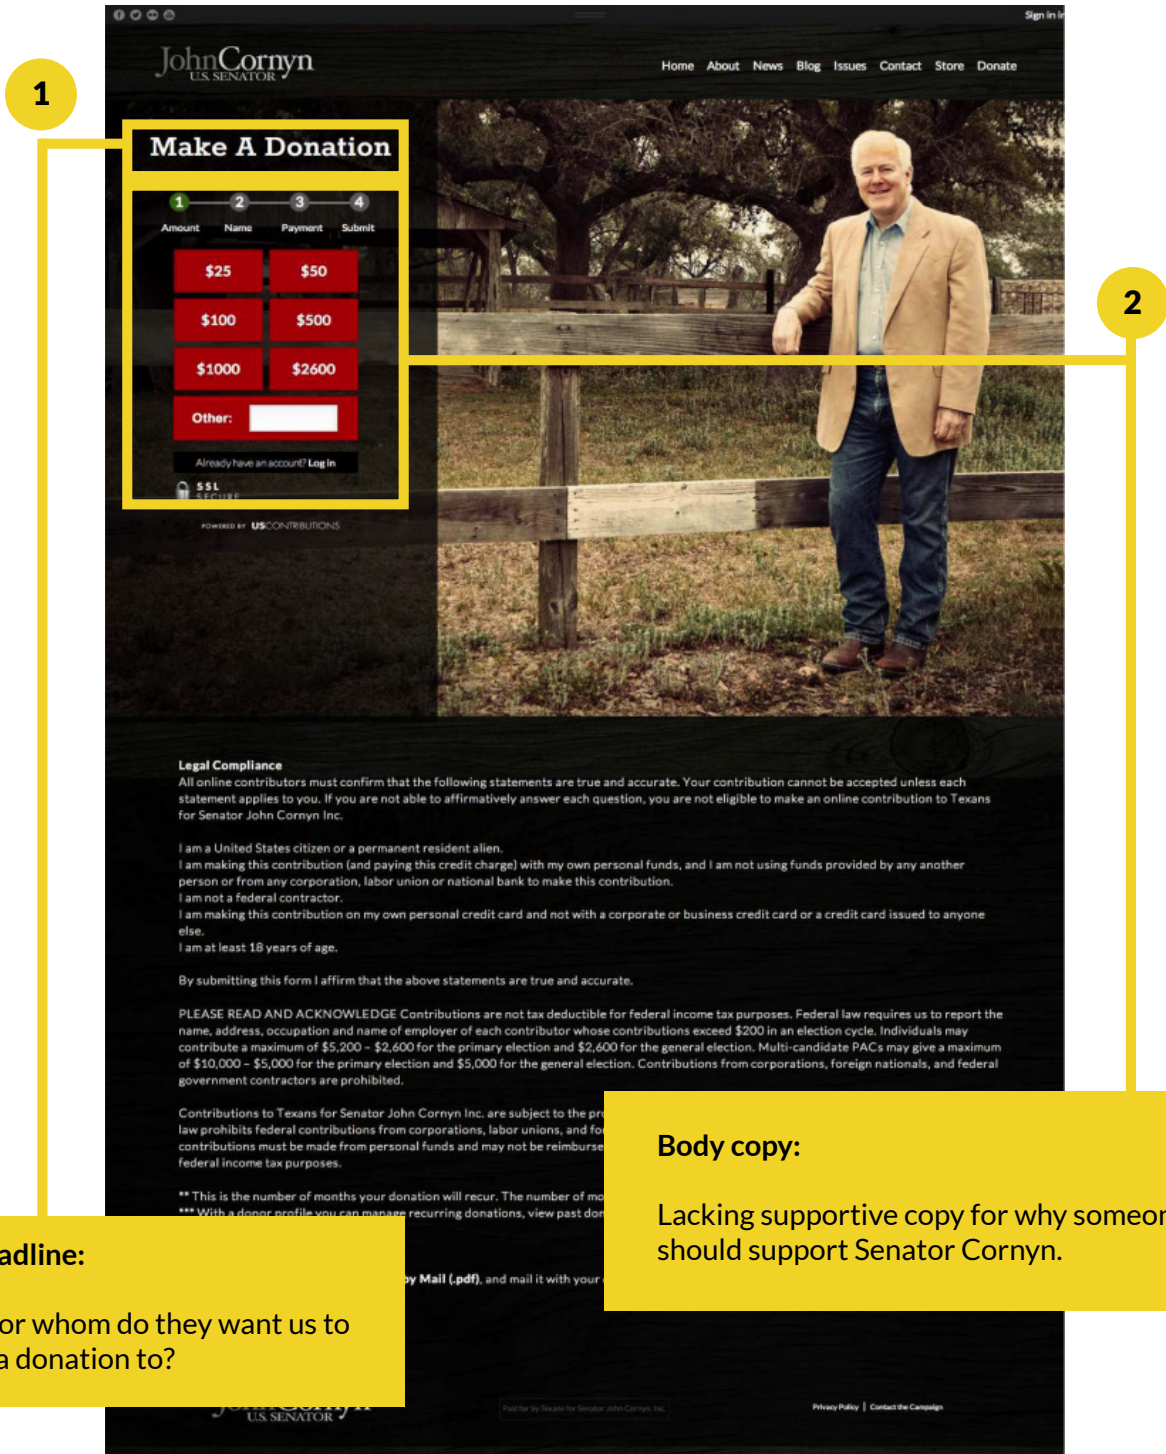 Sign in
JohnCornyn
U.S. SENATOR
Home About News Blog Issues Contact Store Donate
1
Make A Donation
1 2 3 4
Amount Name Payment Submit
$25 $50
$100 $500
$1000 $2600
Other:
Already have an account? Log in
SSL
SECURE
POWERED BY USCONTRIBUTIONS
2
Legal Compliance
All online contributors must confirm that the following statements are true and accurate. Your contribution cannot be accepted unless each
statement applies to you. If you are not able to affirmatively answer each question, you are not eligible to make an online contribution to Texans
for Senator John Cornyn Inc.
I am a United States citizen or a permanent resident alien.
I am making this contribution (and paying this credit charge) with my own personal funds, and I am not using funds provided by any another
person or from any corporation, labor union or national bank to make this contribution.
I am not a federal contractor.
I am making this contribution on my own personal credit card and not with a corporate or business credit card or a credit card issued to anyone
else.
I am at least 18 years of age.
By submitting this form I affirm that the above statements are true and accurate.
PLEASE READ AND ACKNOWLEDGE Contributions are not tax deductible for federal income tax purposes. Federal law requires us to report the
name, address, occupation and name of employer of each contributor whose contributions exceed $200 in an election cycle. Individuals may
contribute a maximum of $5,200 – $2,600 for the primary election and $2,600 for the general election. Multi-candidate PACs may give a maximum
of $10,000 – $5,000 for the primary election and $5,000 for the general election. Contributions from corporations, foreign nationals, and federal
government contractors are prohibited.
Contributions to Texans for Senator John Cornyn Inc. are subject to the
law prohibits federal contributions from corporations, labor unions, and
contributions must be made from personal funds and may not be
federal income tax purposes.
** This is the number of months your donation will recur. The number of
*** With a donor profile you can manage recurring donations, view past
by Mail (.pdf), and mail it with your
Body copy:
Lacking supportive copy for why
should support Senator Cornyn.
whom do they want us to
a donation to?
U.S. SENATOR
Paid for by Texans for Senator John Cornyn, Inc.
Privacy Policy | Contact the Campaign